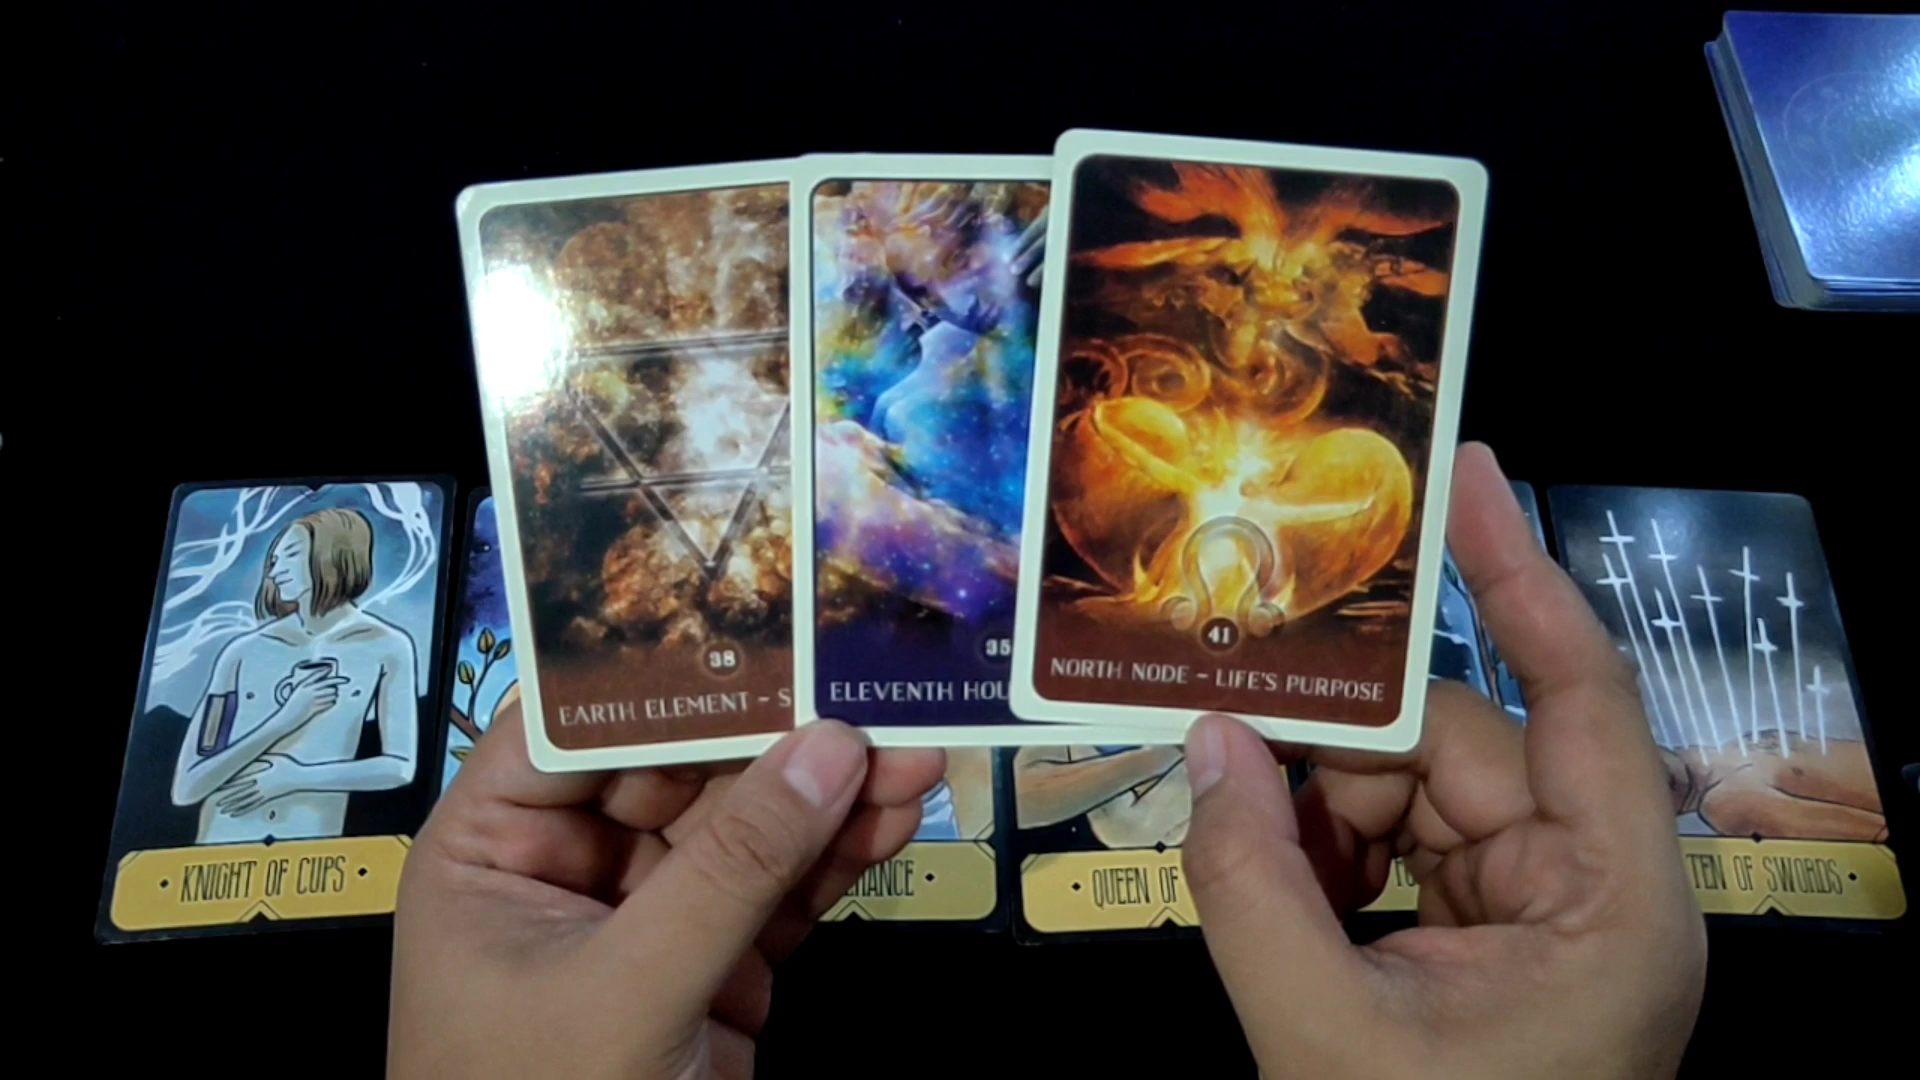 38
EARTH ELEMENT - S
35
ELEVENTH HOU
41
NORTH NODE - LIFE'S PURPOSE
KNIGHT OF CUPS
QUEEN OF
TEN OF SWORDS